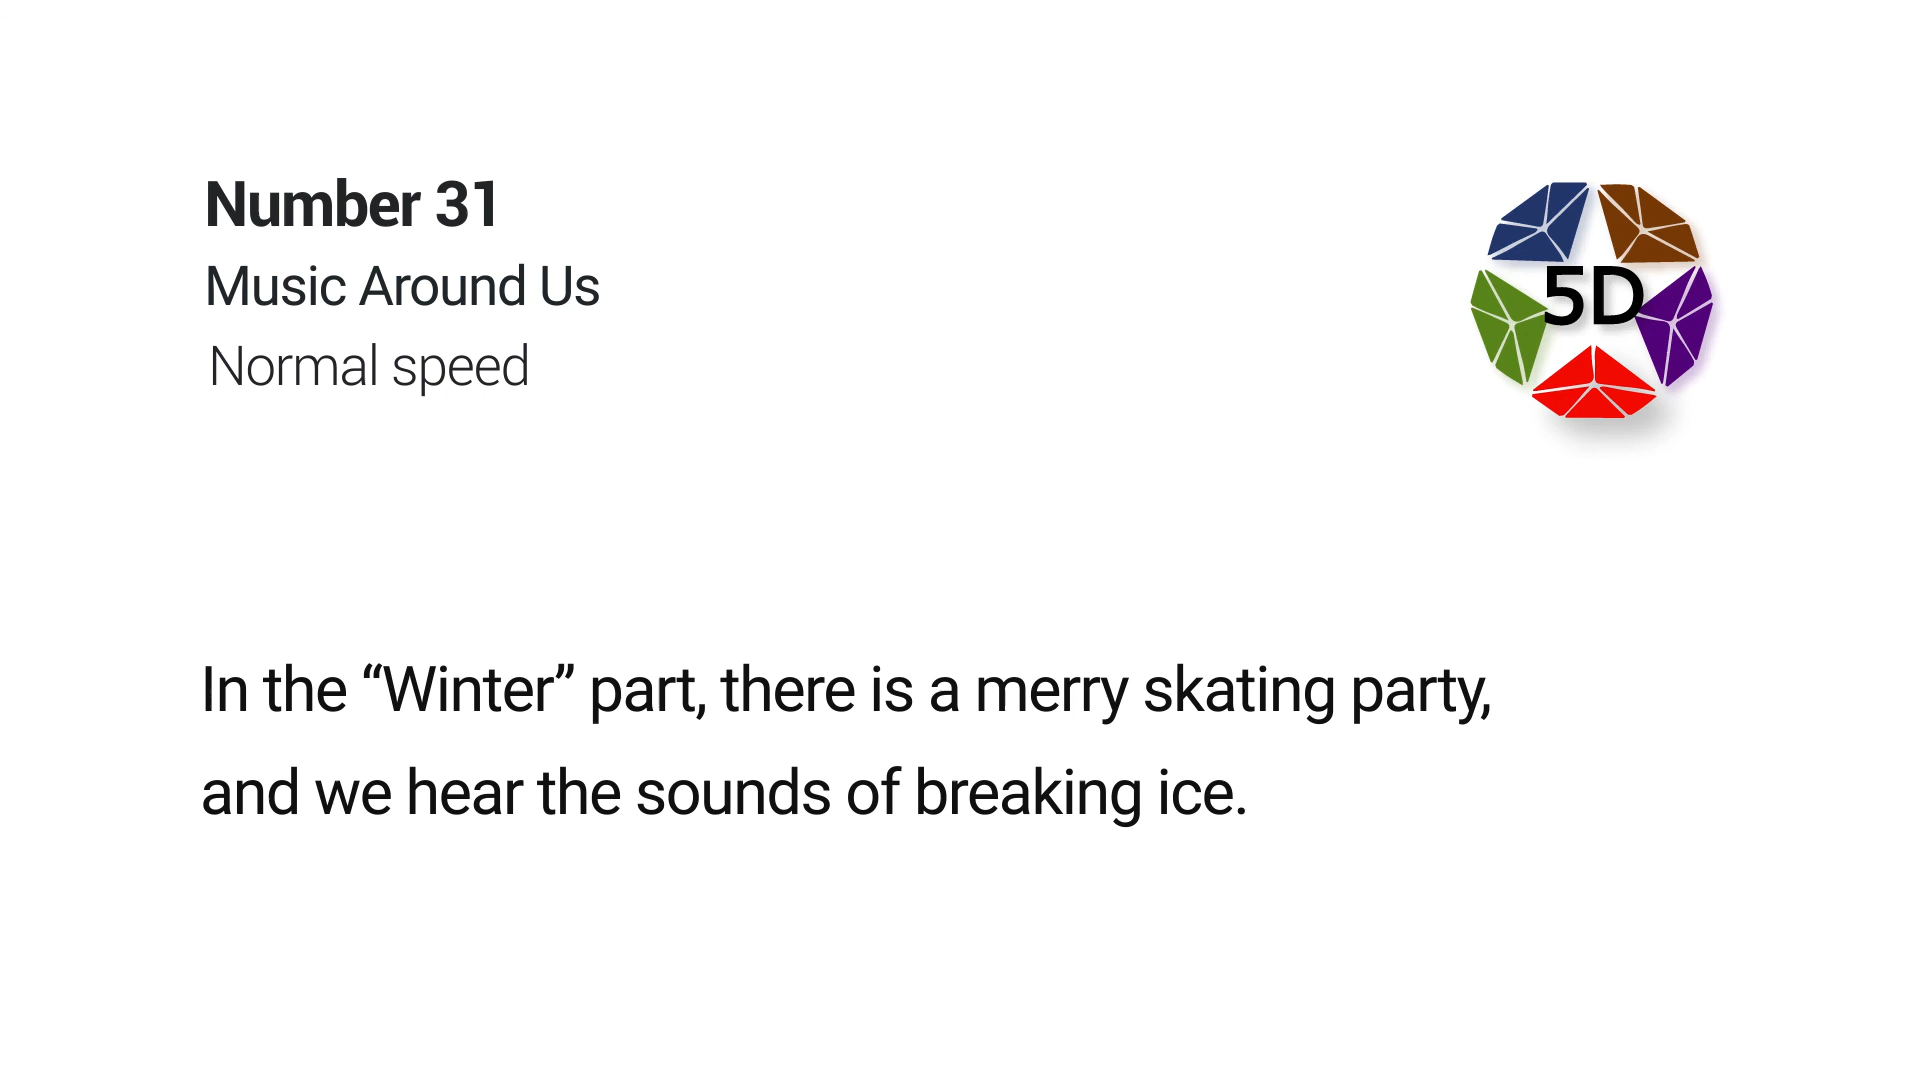 Number 31
Music Around Us
Normal speed
5D
In the “Winter” part, there is a merry skating party,
and we hear the sounds of breaking ice.